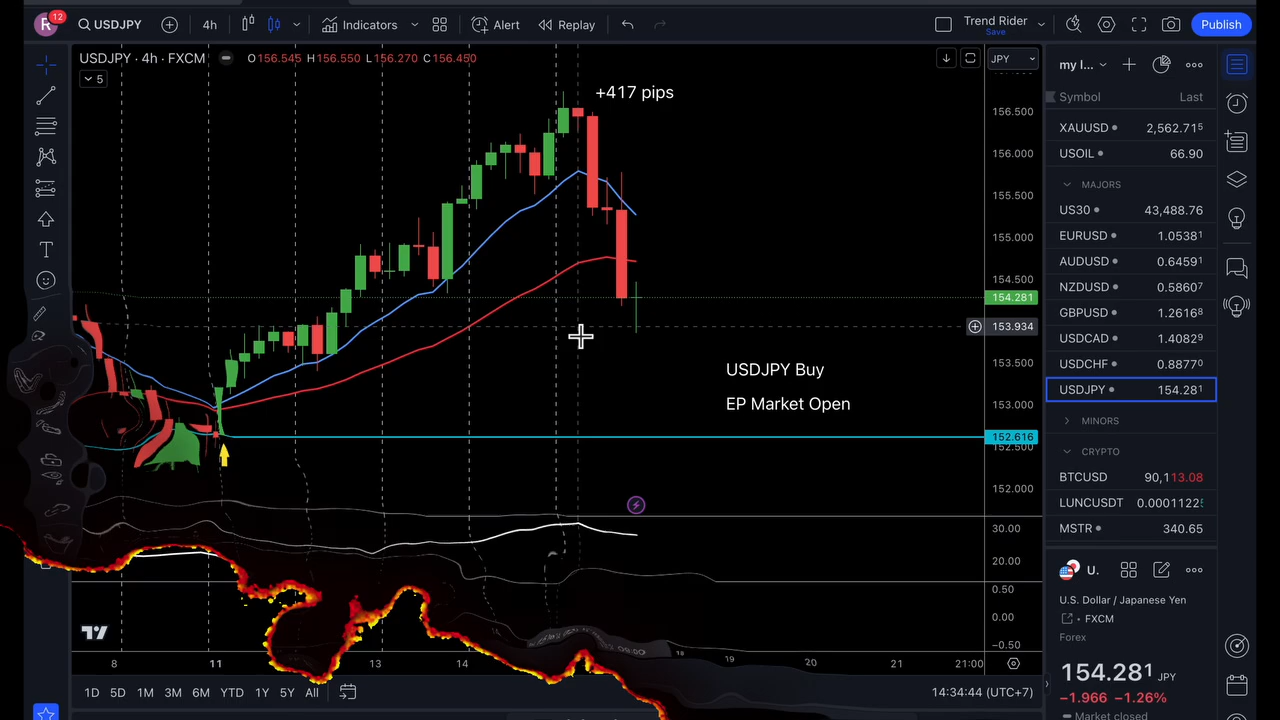 R 12 USDJPY 4h Indicators Alert Replay Trend Rider Save Publish
USDJPY · 4h · FXCM O156.545 H156.550 L156.270 C156.450
5
+417 pips
USDJPY Buy
EP Market Open
JPY
156.500
156.000
155.500
155.000
154.500
154.281
153.934
153.500
153.000
152.616
152.500
152.000
30.00
20.00
0.50
0.00
−0.50
8 11 13 14 18 19 20 21 21:00
1D 5D 1M 3M 6M YTD 1Y 5Y All 14:34:44 (UTC+7)
my l...
Symbol Last
XAUUSD 2,562.715
USOIL 66.90
MAJORS
US30 43,488.76
EURUSD 1.05381
AUDUSD 0.64591
NZDUSD 0.58607
GBPUSD 1.26168
USDCAD 1.40829
USDCHF 0.88770
USDJPY 154.281
MINORS
CRYPTO
BTCUSD 90,113.08
LUNCUSDT 0.0001122
MSTR 340.65
U.
U.S. Dollar / Japanese Yen
FXCM
Forex
154.281 JPY
−1.966 −1.26%
Market closed